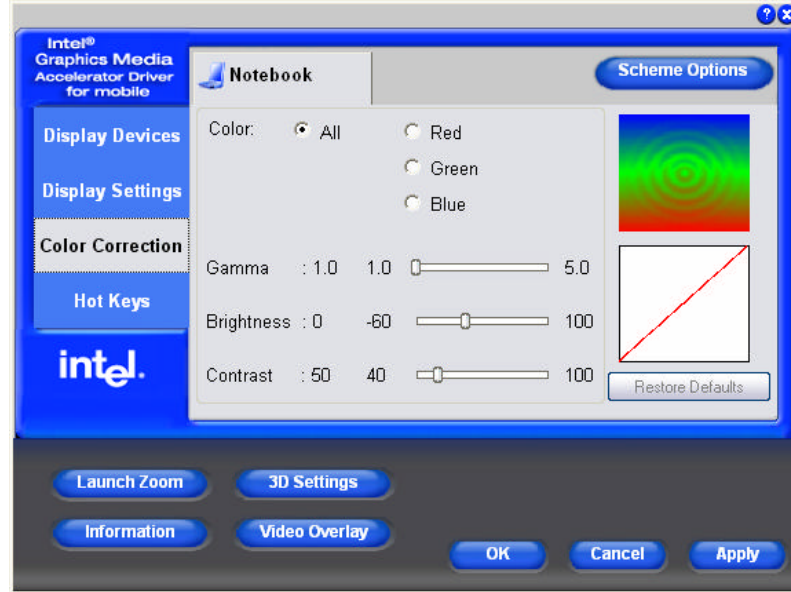 Intel®
Graphics Media
Accelerator Driver
for mobile
Notebook
Scheme Options
Display Devices
Display Settings
Color Correction
Hot Keys
intel.
Color: All Red
Green
Blue
Gamma : 1.0 1.0 5.0
Brightness : 0 -60 100
Contrast : 50 40 100
Restore Defaults
Launch Zoom
3D Settings
Information
Video Overlay
OK
Cancel
Apply